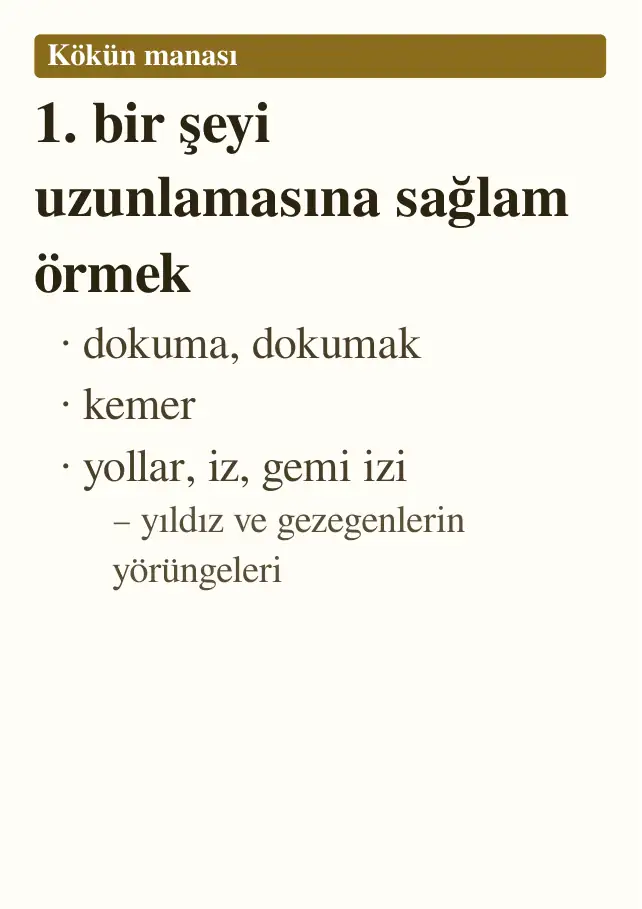 Kökün manası
1. bir şeyi
uzunlamasına sağlam
örmek
· dokuma, dokumak
· kemer
· yollar, iz, gemi izi
– yıldız ve gezegenlerin
yörüngeleri